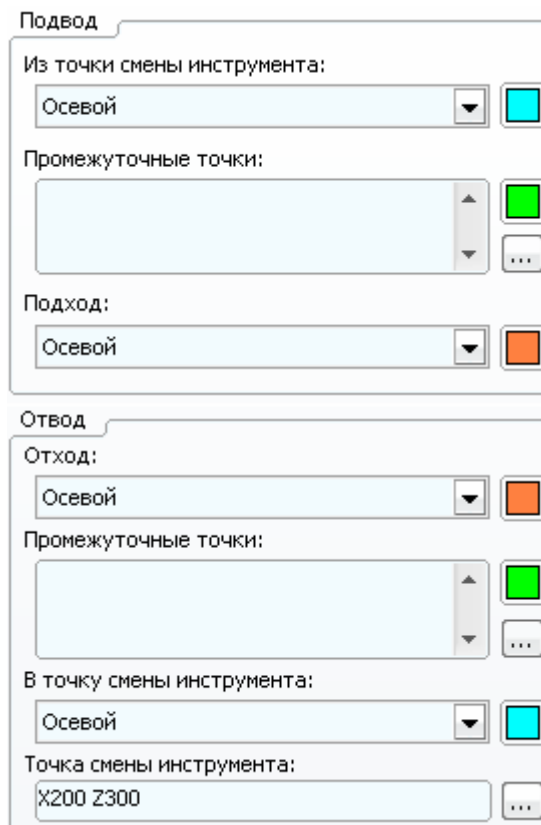 Подвод
Из точки смены инструмента:
Осевой
Промежуточные точки:
...
Подход:
Осевой
Отвод
Отход:
Осевой
Промежуточные точки:
...
В точку смены инструмента:
Осевой
Точка смены инструмента:
X200 Z300
...